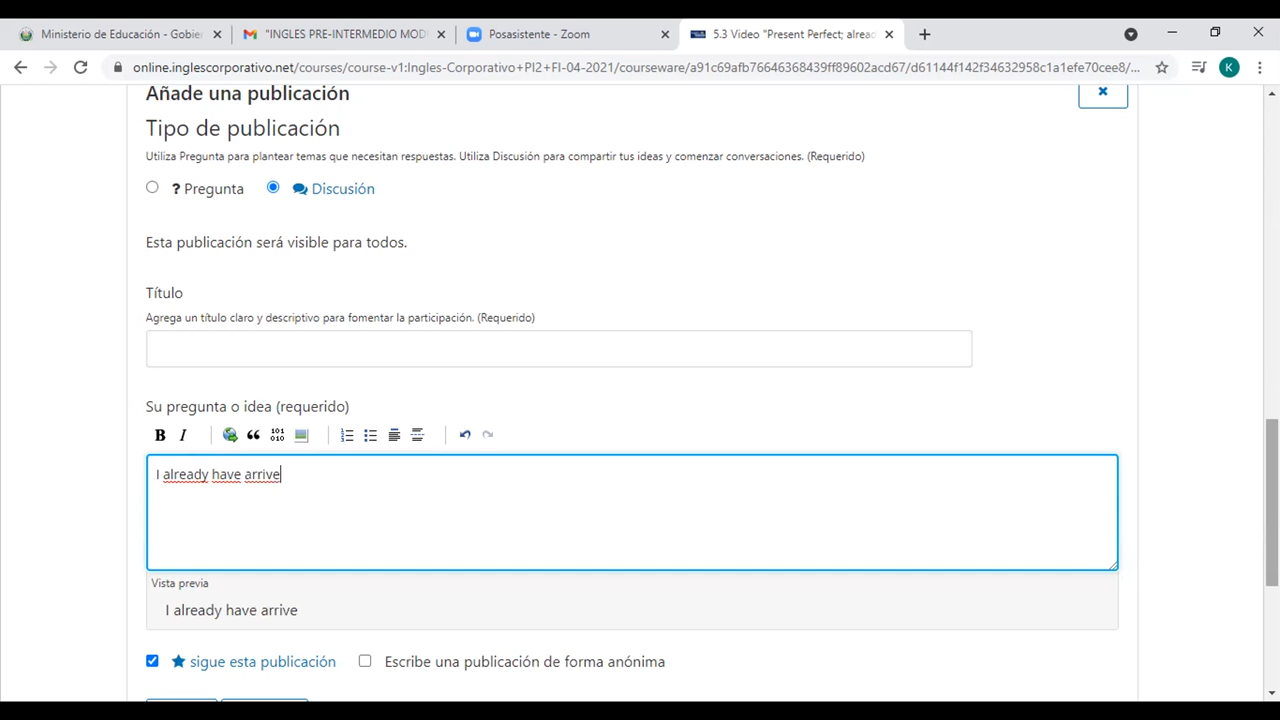 Ministerio de Educación - Gobie
"INGLES PRE-INTERMEDIO MOD
Posasistente - Zoom
5.3 Video "Present Perfect; alread
online.inglescorporativo.net/courses/course-v1:Ingles-Corporativo+PI2+FI-04-2021/courseware/a91c69afb76646368439ff89602acd67/d61144f142f34632958c1a1efe70cee8/...
K
Añade una publicación
Tipo de publicación
Utiliza Pregunta para plantear temas que necesitan respuestas. Utiliza Discusión para compartir tus ideas y comenzar conversaciones. (Requerido)
? Pregunta
Discusión
Esta publicación será visible para todos.
Título
Agrega un título claro y descriptivo para fomentar la participación. (Requerido)
Su pregunta o idea (requerido)
B I
I already have arrive
Vista previa
I already have arrive
sigue esta publicación
Escribe una publicación de forma anónima